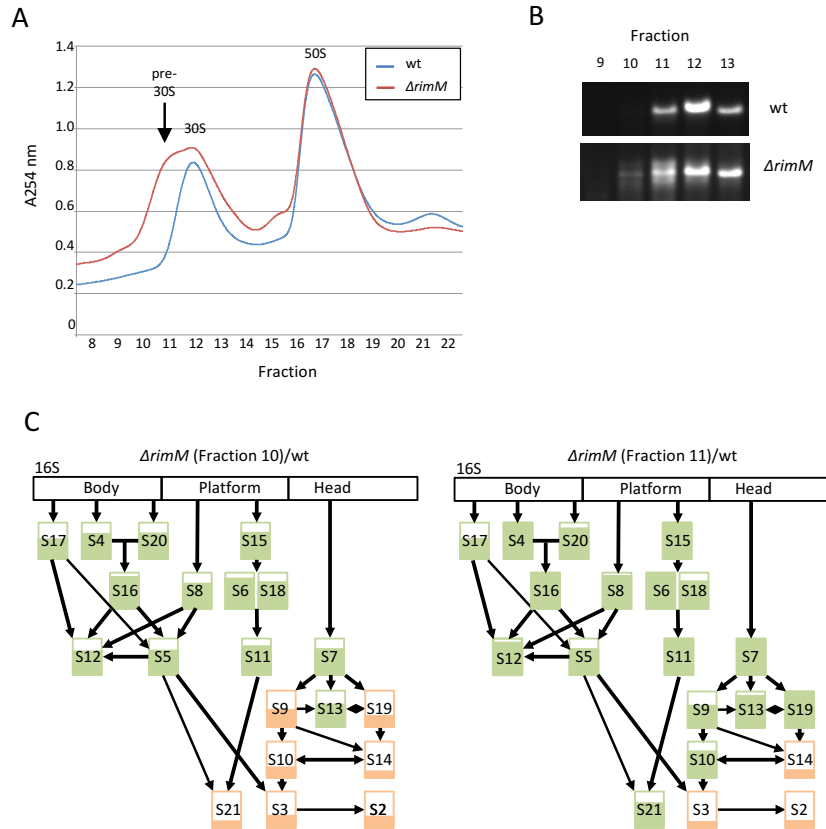 A
1.4
1.2
1.0
0.8
0.6
0.4
0.2
0
A254 nm
pre-
30S
30S
50S
wt
ΔrimM
8 9 10 11 12 13 14 15 16 17 18 19 20 21 22
Fraction
B
Fraction
9 10 11 12 13
wt
ΔrimM
C
ΔrimM (Fraction 10)/wt
16S
Body Platform Head
S17 S4 S20 S15
S16 S8 S6 S18
S12 S5 S11 S7
S9 S13 S19
S10 S14
S21 S3 S2
ΔrimM (Fraction 11)/wt
16S
Body Platform Head
S17 S4 S20 S15
S16 S8 S6 S18
S12 S5 S11 S7
S9 S13 S19
S10 S14
S21 S3 S2